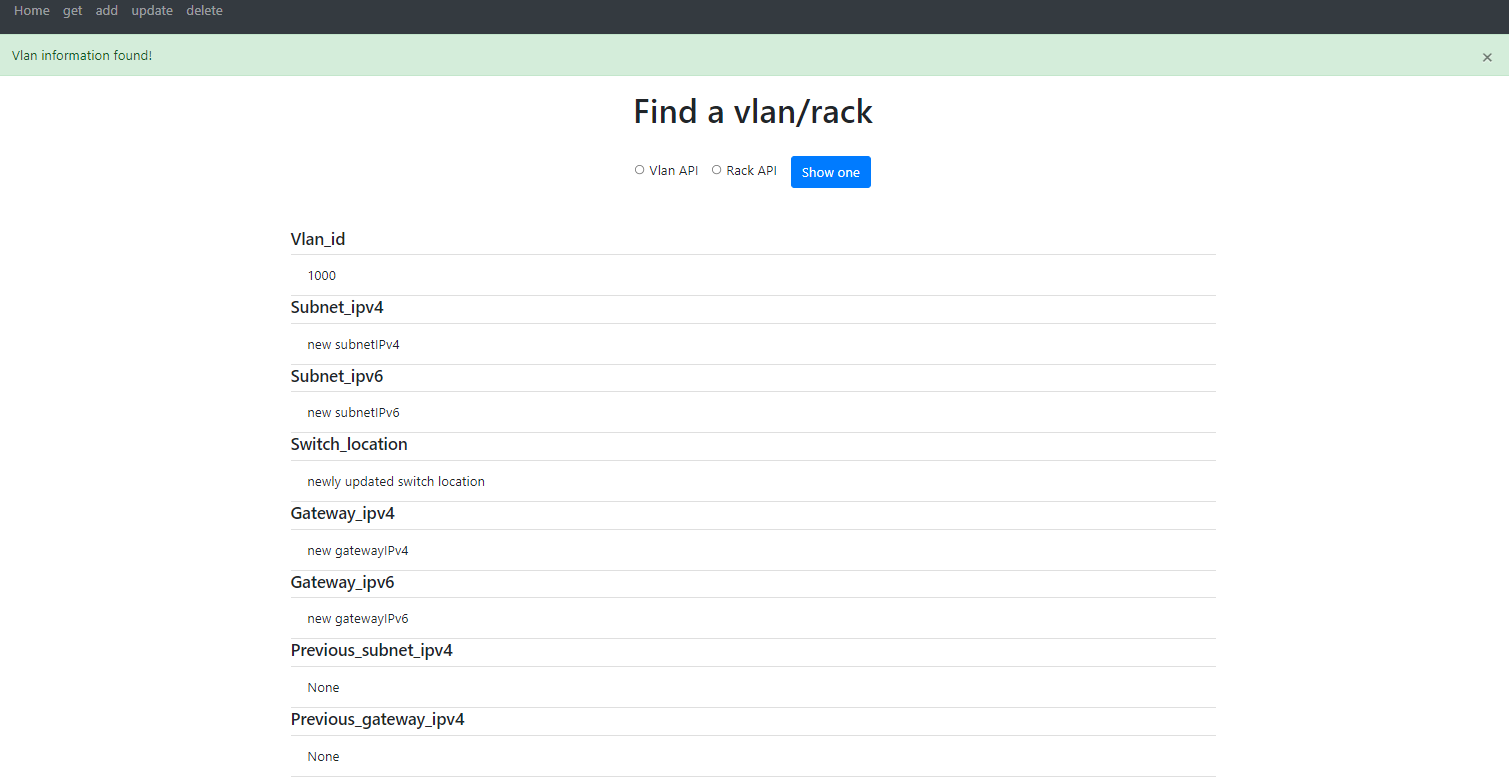 Home get add update delete
Vlan information found! ×
Find a vlan/rack
Vlan API Rack API Show one
Vlan_id
1000
Subnet_ipv4
new subnetIPv4
Subnet_ipv6
new subnetIPv6
Switch_location
newly updated switch location
Gateway_ipv4
new gatewayIPv4
Gateway_ipv6
new gatewayIPv6
Previous_subnet_ipv4
None
Previous_gateway_ipv4
None